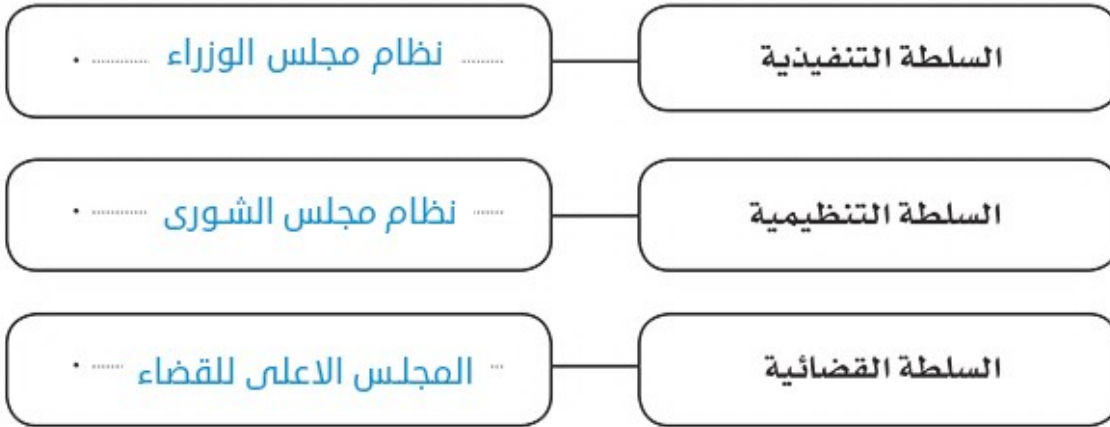 السلطة التنفيذية
نظام مجلس الوزراء
السلطة التنظيمية
نظام مجلس الشورى
السلطة القضائية
المجلس الاعلى للقضاء